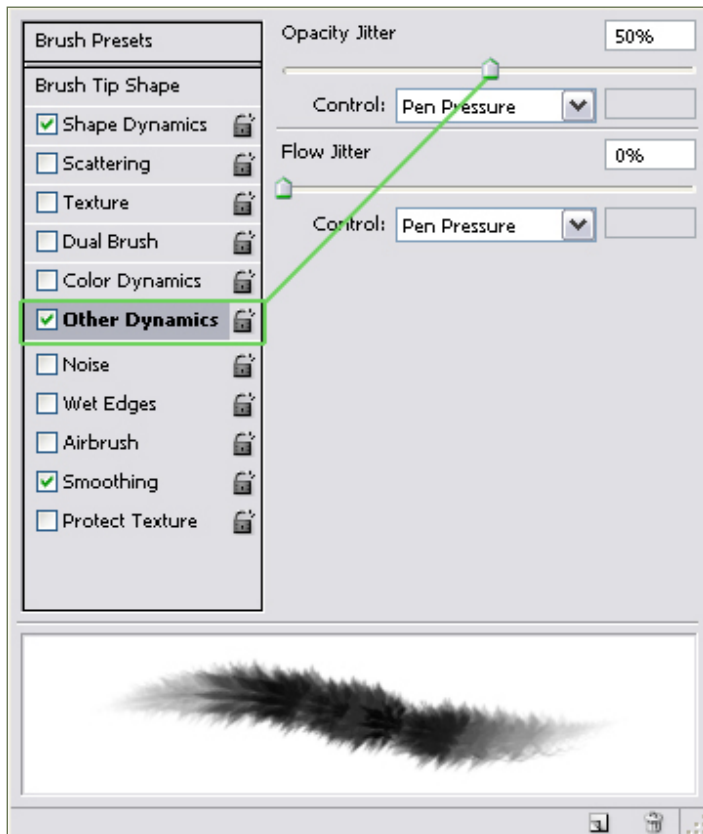 Brush Presets
Brush Tip Shape
Shape Dynamics
Scattering
Texture
Dual Brush
Color Dynamics
Other Dynamics
Noise
Wet Edges
Airbrush
Smoothing
Protect Texture
Opacity Jitter 50%
Control: Pen Pressure
Flow Jitter 0%
Control: Pen Pressure